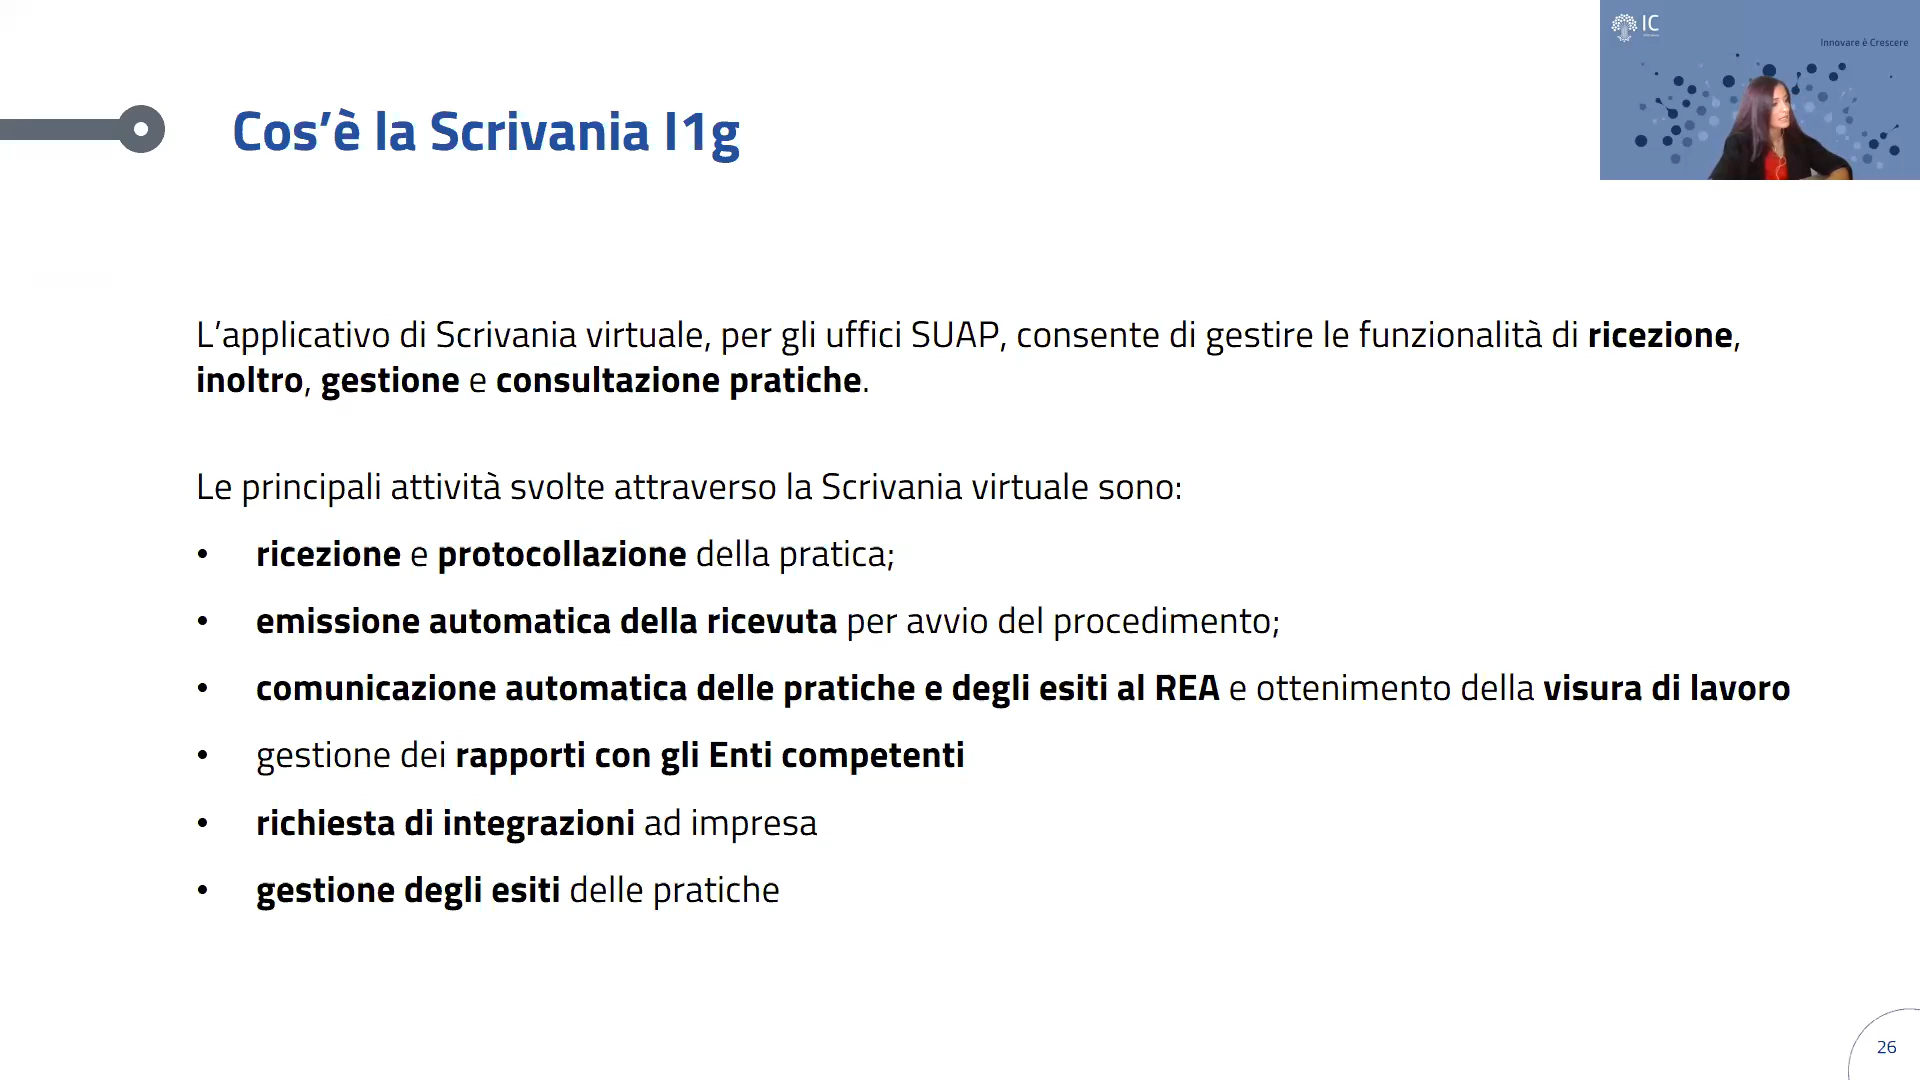 IC
Innovare è Crescere
Cos’è la Scrivania I1g
L’applicativo di Scrivania virtuale, per gli uffici SUAP, consente di gestire le funzionalità di ricezione,
inoltro, gestione e consultazione pratiche.
Le principali attività svolte attraverso la Scrivania virtuale sono:
• ricezione e protocollazione della pratica;
• emissione automatica della ricevuta per avvio del procedimento;
• comunicazione automatica delle pratiche e degli esiti al REA e ottenimento della visura di lavoro
• gestione dei rapporti con gli Enti competenti
• richiesta di integrazioni ad impresa
• gestione degli esiti delle pratiche
26